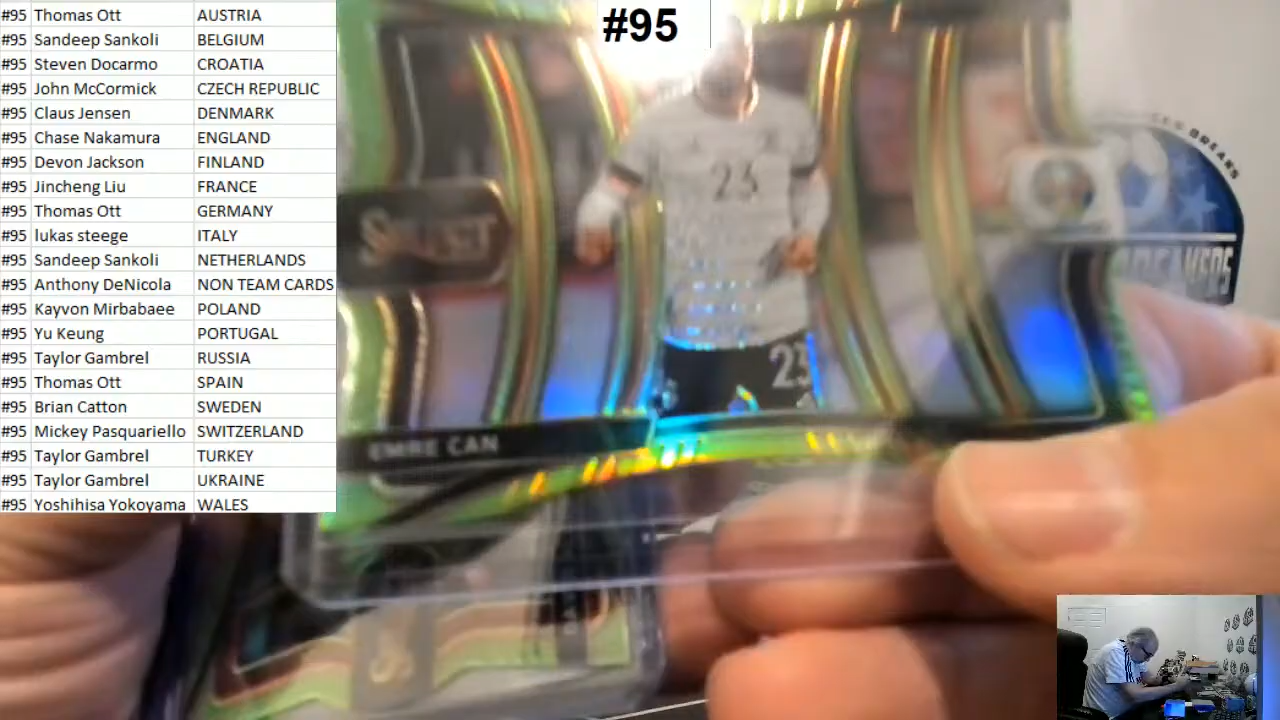 #95 Thomas Ott AUSTRIA
#95 Sandeep Sankoli BELGIUM
#95 Steven Docarmo CROATIA
#95 John McCormick CZECH REPUBLIC
#95 Claus Jensen DENMARK
#95 Chase Nakamura ENGLAND
#95 Devon Jackson FINLAND
#95 Jincheng Liu FRANCE
#95 Thomas Ott GERMANY
#95 lukas steege ITALY
#95 Sandeep Sankoli NETHERLANDS
#95 Anthony DeNicola NON TEAM CARDS
#95 Kayvon Mirbabaee POLAND
#95 Yu Keung PORTUGAL
#95 Taylor Gambrel RUSSIA
#95 Thomas Ott SPAIN
#95 Brian Catton SWEDEN
#95 Mickey Pasquariello SWITZERLAND
#95 Taylor Gambrel TURKEY
#95 Taylor Gambrel UKRAINE
#95 Yoshihisa Yokoyama WALES
#95
23
SELECT
23
EMRE CAN